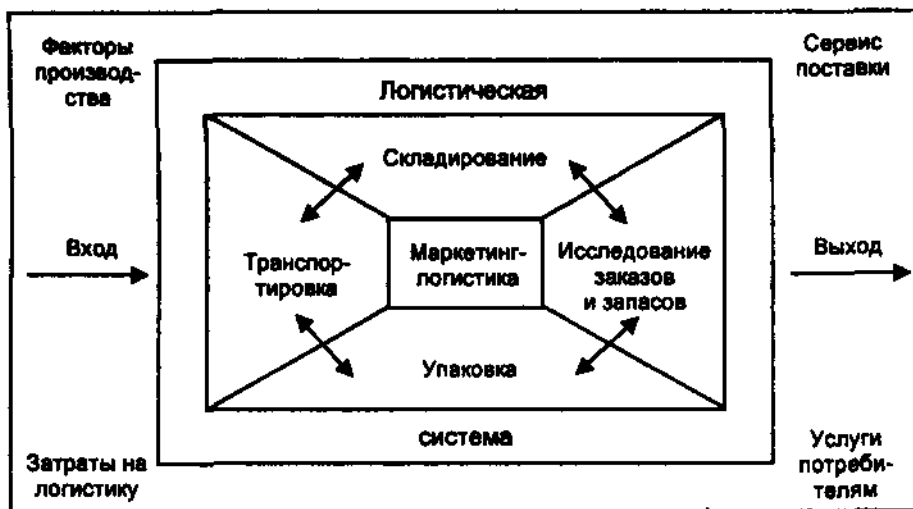 Факторы
производ-
ства
Сервис
поставки
Логистическая
Складирование
Вход
Транспор-
тировка
Маркетинг-
логистика
Исследование
заказов
и запасов
Выход
Упаковка
система
Затраты на
логистику
Услуги
потреби-
телям